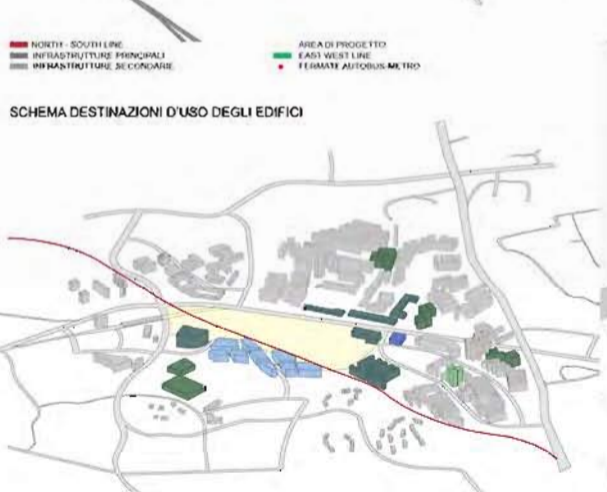 NORTH - SOUTH LINE
INFRASTRUTTURE PRINCIPALI
INFRASTRUTTURE SECONDARIE
AREA DI PROGETTO
EAST WEST LINE
FERMATE AUTOBUS-METRO
SCHEMA DESTINAZIONI D'USO DEGLI EDIFICI